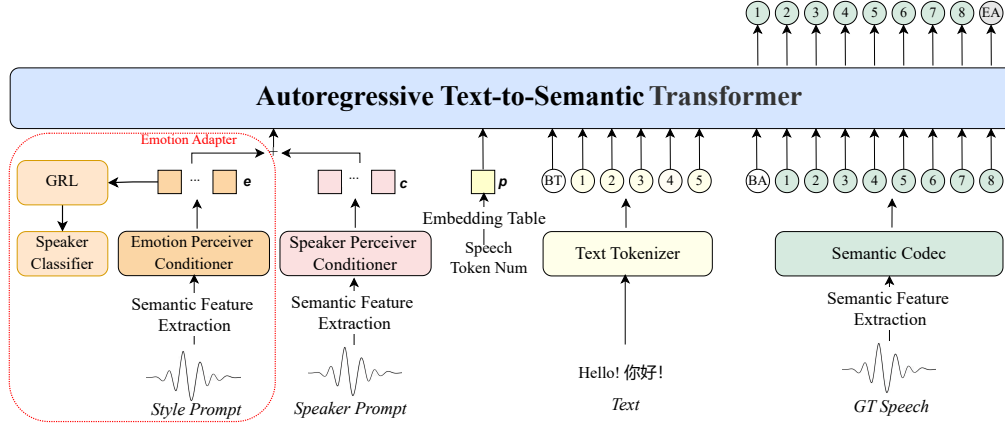 1 2 3 4 5 6 7 8 EA
Autoregressive Text-to-Semantic Transformer
Emotion Adapter
+
GRL
... e
... c
p
BT 1 2 3 4 5
BA 1 2 3 4 5 6 7 8
Embedding Table
Speaker
Classifier
Emotion Perceiver
Conditioner
Speaker Perceiver
Conditioner
Speech
Token Num
Text Tokenizer
Semantic Codec
Semantic Feature
Extraction
Semantic Feature
Extraction
Semantic Feature
Extraction
Hello! 你好!
Style Prompt
Speaker Prompt
Text
GT Speech